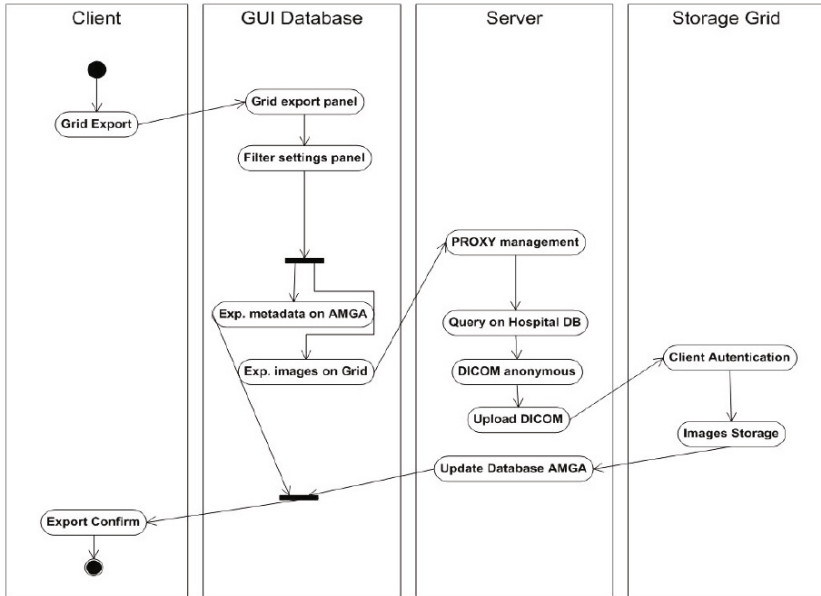 Client
GUI Database
Server
Storage Grid
Grid Export
Grid export panel
Filter settings panel
PROXY management
Exp. metadata on AMGA
Query on Hospital DB
Exp. images on Grid
DICOM anonymous
Client Autentication
Upload DICOM
Images Storage
Update Database AMGA
Export Confirm